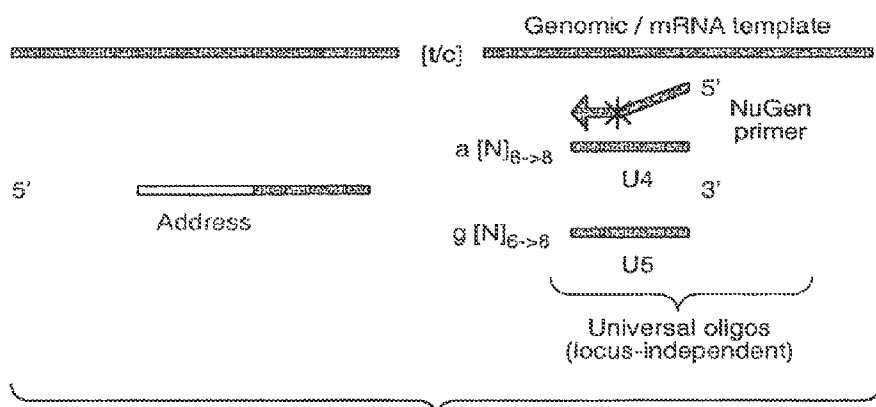 Genomic / mRNA template
[t/c]
5'
NuGen
primer
a [N]6->8
U4
5'
3'
Address
g [N]6->8
U5
Universal oligos
(locus-independent)